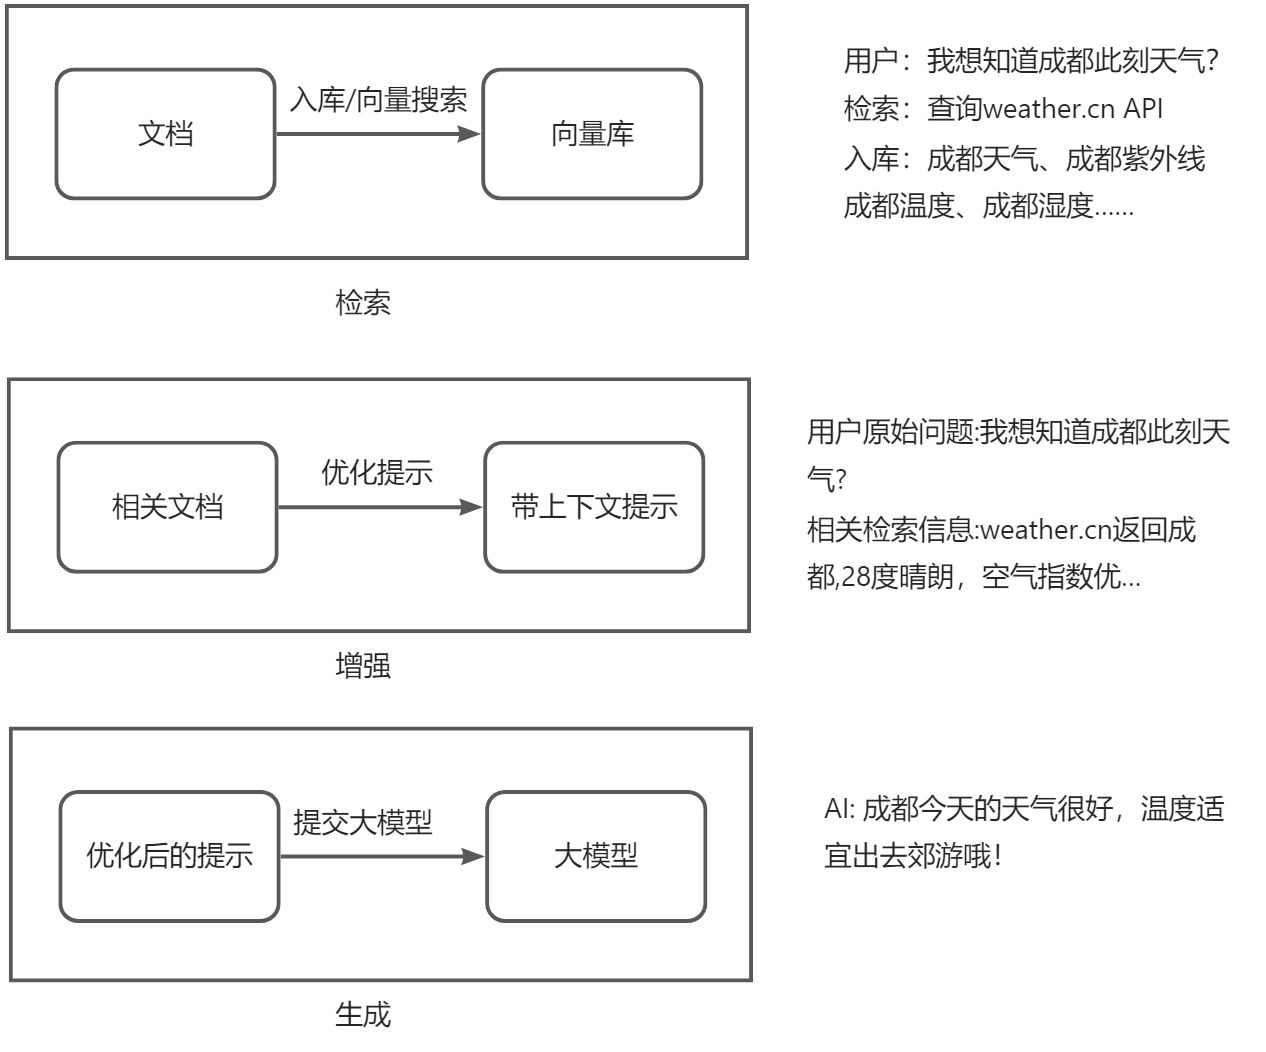 文档
入库/向量搜索
向量库
检索
用户：我想知道成都此刻天气？
检索：查询weather.cn API
入库：成都天气、成都紫外线
成都温度、成都湿度......
相关文档
优化提示
带上下文提示
增强
用户原始问题:我想知道成都此刻天
气？
相关检索信息:weather.cn返回成
都,28度晴朗，空气指数优...
优化后的提示
提交大模型
大模型
生成
AI: 成都今天的天气很好，温度适
宜出去郊游哦！